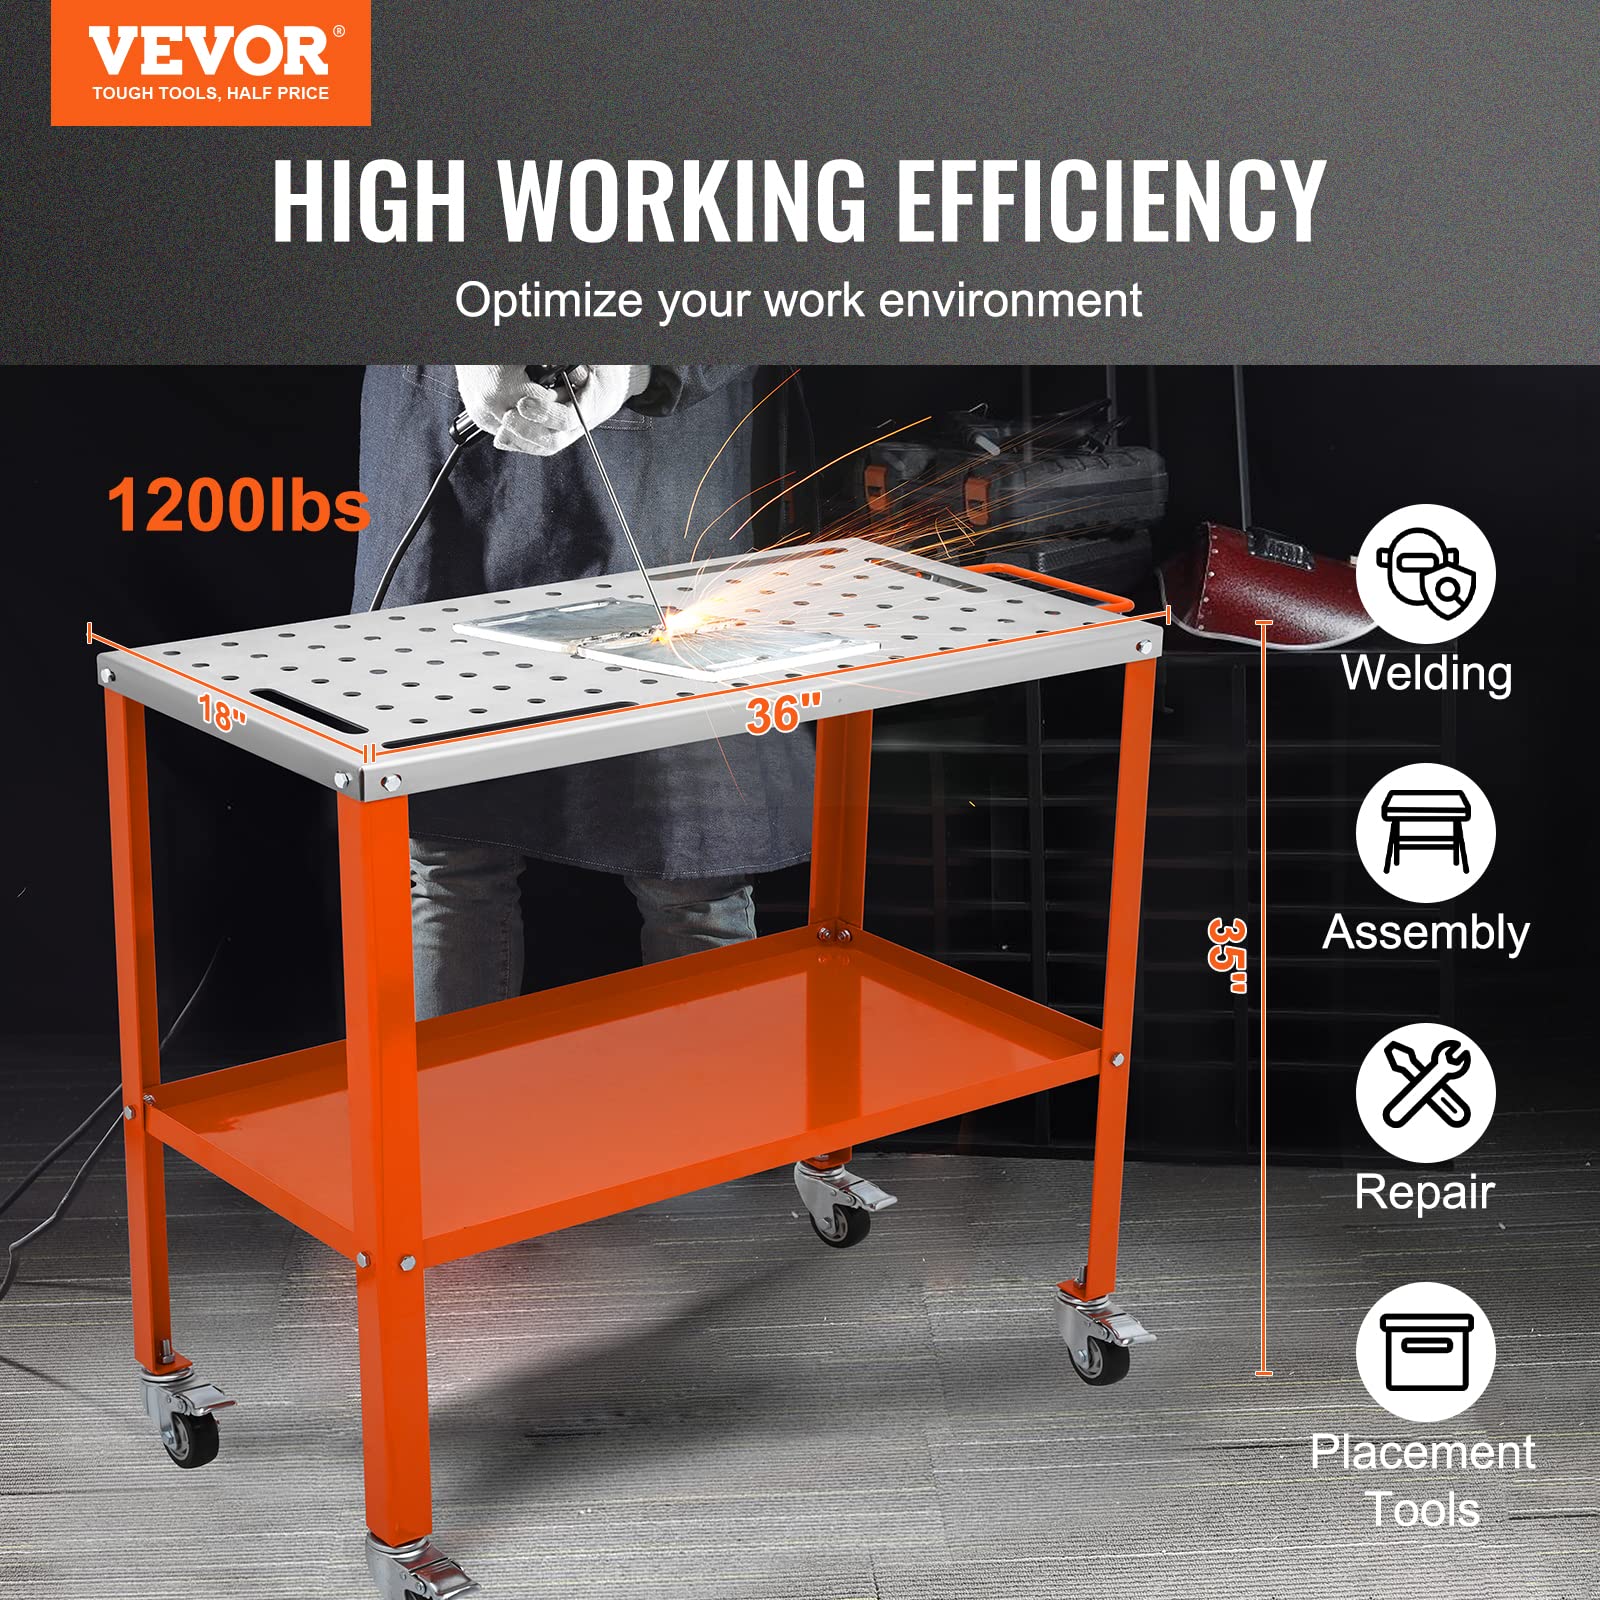 VEVOR®
TOUGH TOOLS, HALF PRICE
HIGH WORKING EFFICIENCY
Optimize your work environment
1200lbs
18"
36"
35"
Welding
Assembly
Repair
Placement
Tools